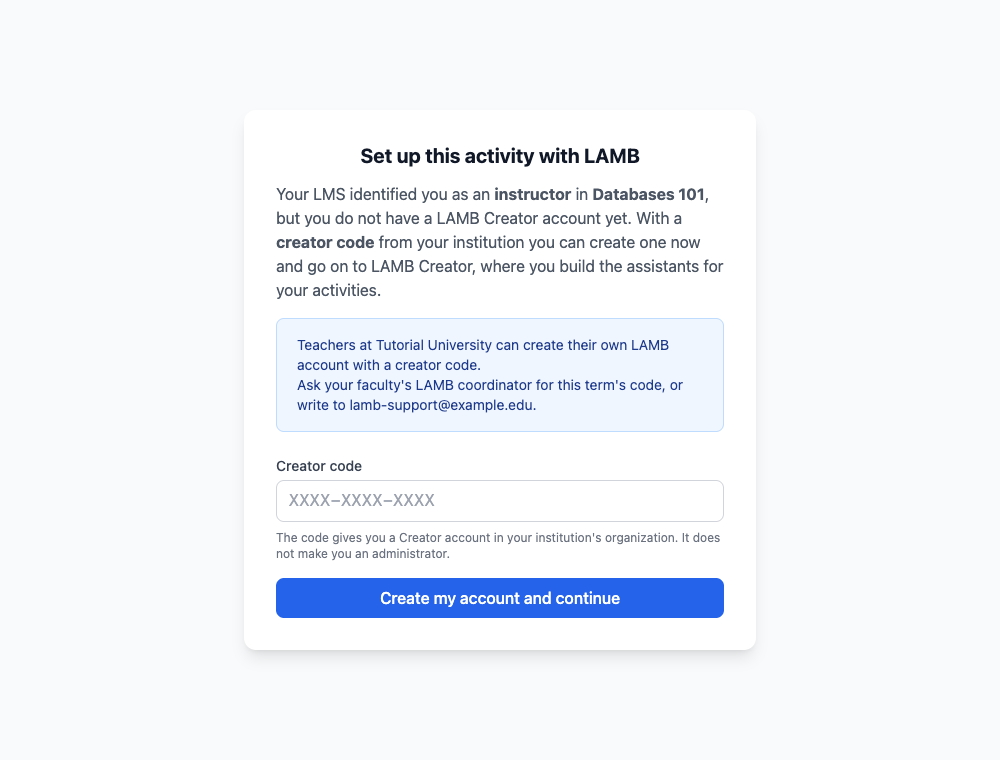 Set up this activity with LAMB
Your LMS identified you as an instructor in Databases 101,
but you do not have a LAMB Creator account yet. With a
creator code from your institution you can create one now
and go on to LAMB Creator, where you build the assistants for
your activities.
Teachers at Tutorial University can create their own LAMB
account with a creator code.
Ask your faculty's LAMB coordinator for this term's code, or
write to lamb-support@example.edu.
Creator code
XXXX-XXXX-XXXX
The code gives you a Creator account in your institution's organization. It does
not make you an administrator.
Create my account and continue